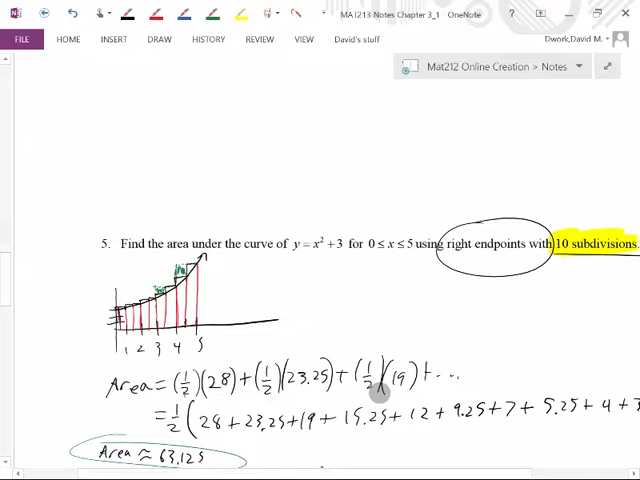 MAT213 Notes Chapter 3_1 - OneNote
FILE HOME INSERT DRAW HISTORY REVIEW VIEW David's stuff Dwork,David M.
Mat212 Online Creation > Notes
5. Find the area under the curve of y = x² + 3 for 0 ≤ x ≤ 5 using right endpoints with 10 subdivisions.
1 2 3 4 5
Area = (1/2)(28) + (1/2)(23.25) + (1/2)(19) + ...
= 1/2 ( 28 + 23.25 + 19 + 15.25 + 12 + 9.25 + 7 + 5.25 + 4 + 3
Area ≈ 63.125